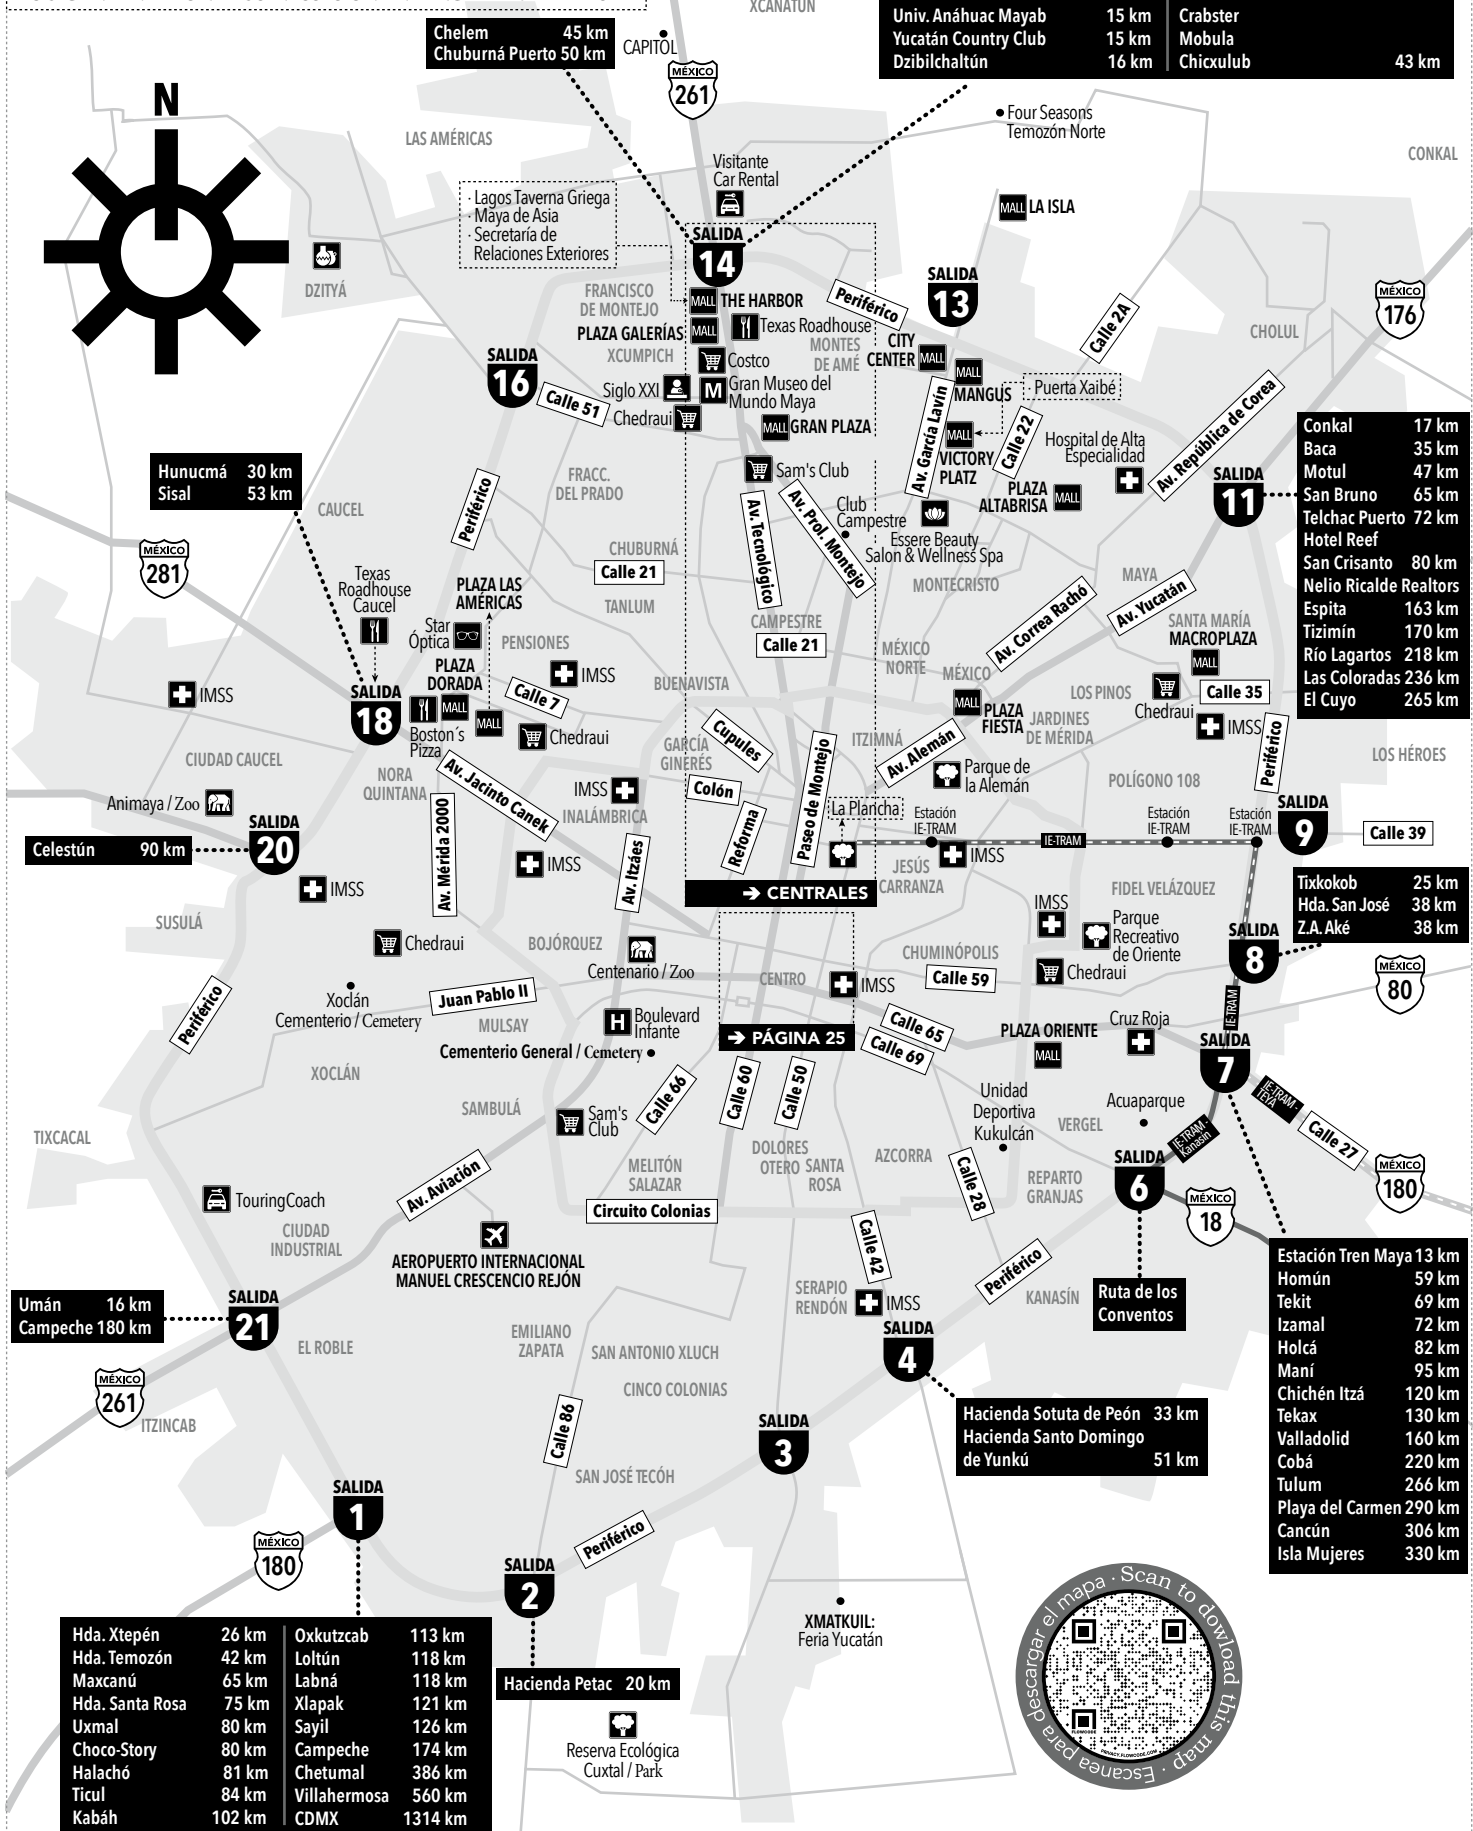 XCANATÚN
Chelem 45 km
Chuburná Puerto 50 km
CAPITOL
MÉXICO
261
Univ. Anáhuac Mayab 15 km
Yucatán Country Club 15 km
Dzibilchaltún 16 km
Crabster
Mobula
Chicxulub 43 km
N
Four Seasons
Temozón Norte
LAS AMÉRICAS
CONKAL
Visitante
Car Rental
· Lagos Taverna Griega
· Maya de Asia
· Secretaría de
Relaciones Exteriores
MALL LA ISLA
SALIDA
14
DZITYÁ
FRANCISCO
DE MONTEJO
MALL THE HARBOR
Periférico
SALIDA
13
MÉXICO
176
PLAZA GALERÍAS MALL
Texas Roadhouse
MONTES
DE AMÉ
CITY
CENTER
MALL
Calle 2A
CHOLUL
XCUMPICH
Costco
SALIDA
16
Siglo XXI
M
Gran Museo del
Mundo Maya
MALL
MANGUS
· Puerta Xaibé
Calle 51
Chedraui
MALL GRAN PLAZA
Av. García Lavín
MALL
VICTORY
PLATZ
Calle 22
Hospital de Alta
Especialidad
Av. República de Corea
Conkal 17 km
Baca 35 km
Motul 47 km
San Bruno 65 km
Telchac Puerto 72 km
Hotel Reef
San Crisanto 80 km
Nelio Ricalde Realtors
Espita 163 km
Tizimín 170 km
Río Lagartos 218 km
Las Coloradas 236 km
El Cuyo 265 km
Hunucmá 30 km
Sisal 53 km
FRACC.
DEL PRADO
Sam's Club
SALIDA
11
PLAZA
ALTABRISA
MALL
CAUCEL
Periférico
Av. Tecnológico
Av. Prol. Montejo
Club
Campestre
Essere Beauty
Salon & Wellness Spa
MÉXICO
281
CHUBURNÁ
Calle 21
TANLUM
MONTECRISTO
MAYA
Texas
Roadhouse
Caucel
PLAZA LAS
AMÉRICAS
Star
Óptica
PENSIONES
CAMPESTRE
Calle 21
Av. Correa Rachó
Av. Yucatán
SANTA MARÍA
MACROPLAZA
MALL
MÉXICO
NORTE
MÉXICO
PLAZA
DORADA
MALL
IMSS
Calle 7
BUENAVISTA
LOS PINOS
Calle 35
Chedraui
IMSS
SALIDA
18
Boston´s
Pizza
MALL
Chedraui
MALL
PLAZA
FIESTA
JARDINES
DE MÉRIDA
IMSS
CIUDAD CAUCEL
Cupules
GARCÍA
GINERÉS
Colón
Paseo de Montejo
ITZIMNÁ
Av. Alemán
Parque de
la Alemán
POLÍGONO 108
Periférico
LOS HÉROES
NORA
QUINTANA
Av. Jacinto Canek
IMSS
INALÁMBRICA
Animaya / Zoo
Av. Mérida 2000
Reforma
La Plancha
Estación
IE-TRAM
IE-TRAM
Estación
IE-TRAM
Estación
IE-TRAM
SALIDA
9
Calle 39
Celestún 90 km
SALIDA
20
IMSS
Av. Itzáes
IMSS
JESÚS
CARRANZA
IMSS
➔ CENTRALES
FIDEL VELÁZQUEZ
Tixkokob 25 km
Hda. San José 38 km
Z.A. Aké 38 km
SUSULÁ
Chedraui
BOJÓRQUEZ
Centenario / Zoo
IMSS
Parque
Recreativo
de Oriente
SALIDA
8
CHUMINÓPOLIS
Calle 59
Chedraui
CENTRO
IMSS
MÉXICO
80
Periférico
Xoclán
Cementerio / Cemetery
Juan Pablo II
MULSAY
H Boulevard
Infante
Calle 65
Calle 69
➔ PÁGINA 25
Cementerio General / Cemetery
PLAZA ORIENTE
MALL
Cruz Roja
IE-TRAM
SALIDA
7
XOCLÁN
Calle 66
Calle 60
Calle 50
SAMBULÁ
Sam's
Club
Unidad
Deportiva
Kukulcán
Acuaparque
VERGEL
IE-TRAM -
TEYA
Calle 27
IE-TRAM -
Kanasín
TIXCACAL
DOLORES
OTERO
SANTA
ROSA
AZCORRA
Calle 28
REPARTO
GRANJAS
SALIDA
6
MÉXICO
180
MÉXICO
18
MELITÓN
SALAZAR
Circuito Colonias
Av. Aviación
TouringCoach
CIUDAD
INDUSTRIAL
AEROPUERTO INTERNACIONAL
MANUEL CRESCENCIO REJÓN
Calle 42
Periférico
SERAPIO
RENDÓN
IMSS
KANASÍN
Ruta de los
Conventos
Estación Tren Maya 13 km
Homún 59 km
Tekit 69 km
Izamal 72 km
Holcá 82 km
Maní 95 km
Chichén Itzá 120 km
Tekax 130 km
Valladolid 160 km
Cobá 220 km
Tulum 266 km
Playa del Carmen 290 km
Cancún 306 km
Isla Mujeres 330 km
Umán 16 km
Campeche 180 km
SALIDA
21
EL ROBLE
EMILIANO
ZAPATA
SAN ANTONIO XLUCH
CINCO COLONIAS
SALIDA
4
MÉXICO
261
ITZINCAB
Calle 86
Hacienda Sotuta de Peón 33 km
Hacienda Santo Domingo
de Yunkú 51 km
SALIDA
3
SAN JOSÉ TECÓH
SALIDA
1
MÉXICO
180
Periférico
SALIDA
2
XMATKUIL:
Feria Yucatán
Hda. Xtepén 26 km
Hda. Temozón 42 km
Maxcanú 65 km
Hda. Santa Rosa 75 km
Uxmal 80 km
Choco-Story 80 km
Halachó 81 km
Ticul 84 km
Kabáh 102 km
Oxkutzcab 113 km
Loltún 118 km
Labná 118 km
Xlapak 121 km
Sayil 126 km
Campeche 174 km
Chetumal 386 km
Villahermosa 560 km
CDMX 1314 km
Hacienda Petac 20 km
Reserva Ecológica
Cuxtal / Park
Escanea para descargar el mapa · Scan to dowload this map ·
FLOWCODE
PRIVACY.FLOWCODE.COM